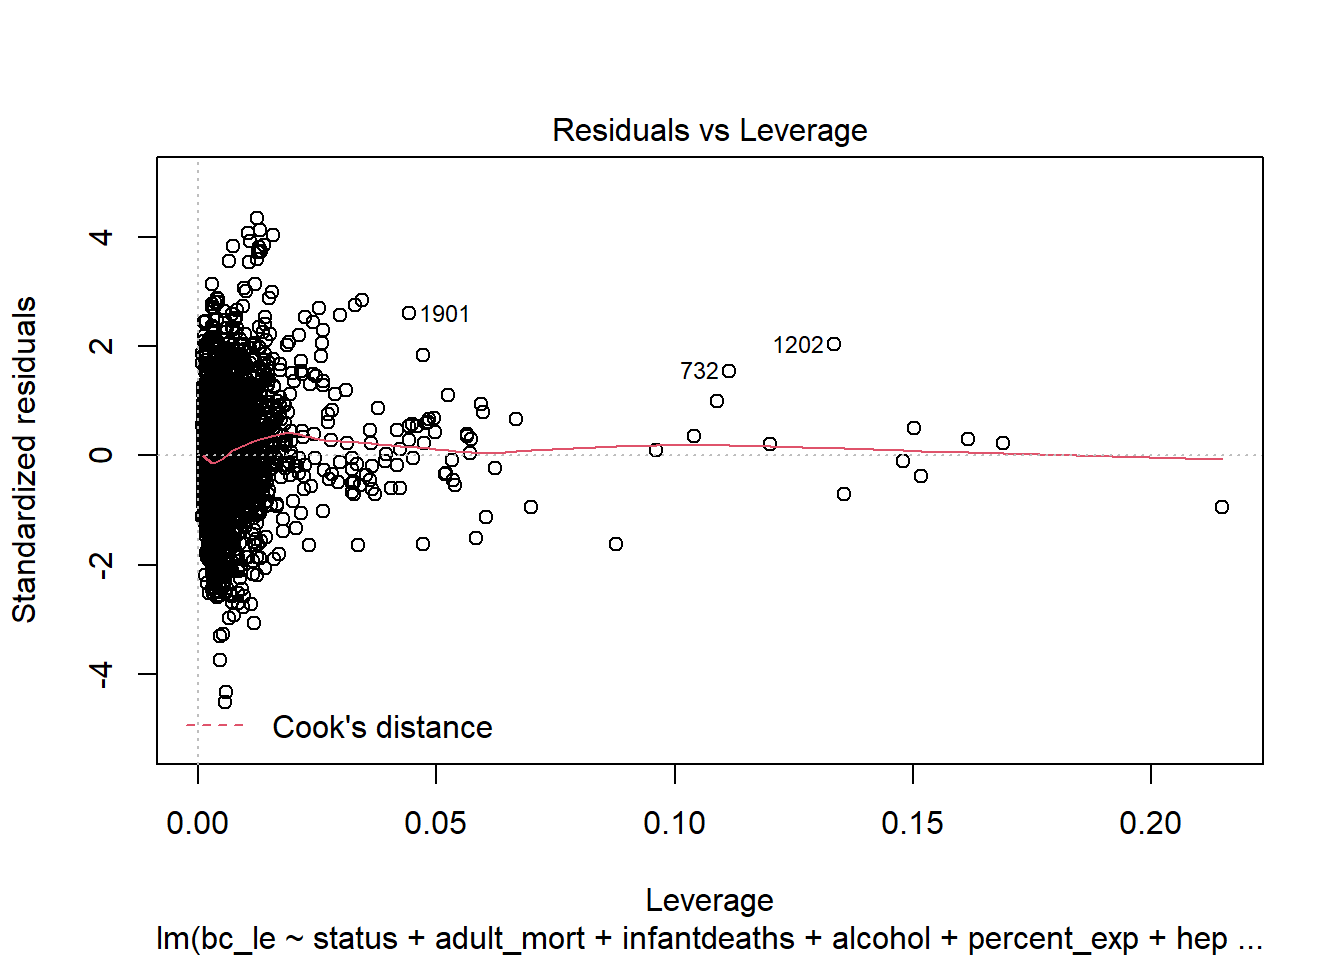 Residuals vs Leverage
Standardized residuals
4
2
0
-2
-4
1901
1202
732
Cook's distance
0.00 0.05 0.10 0.15 0.20
Leverage
lm(bc_le ~ status + adult_mort + infantdeaths + alcohol + percent_exp + hep ...